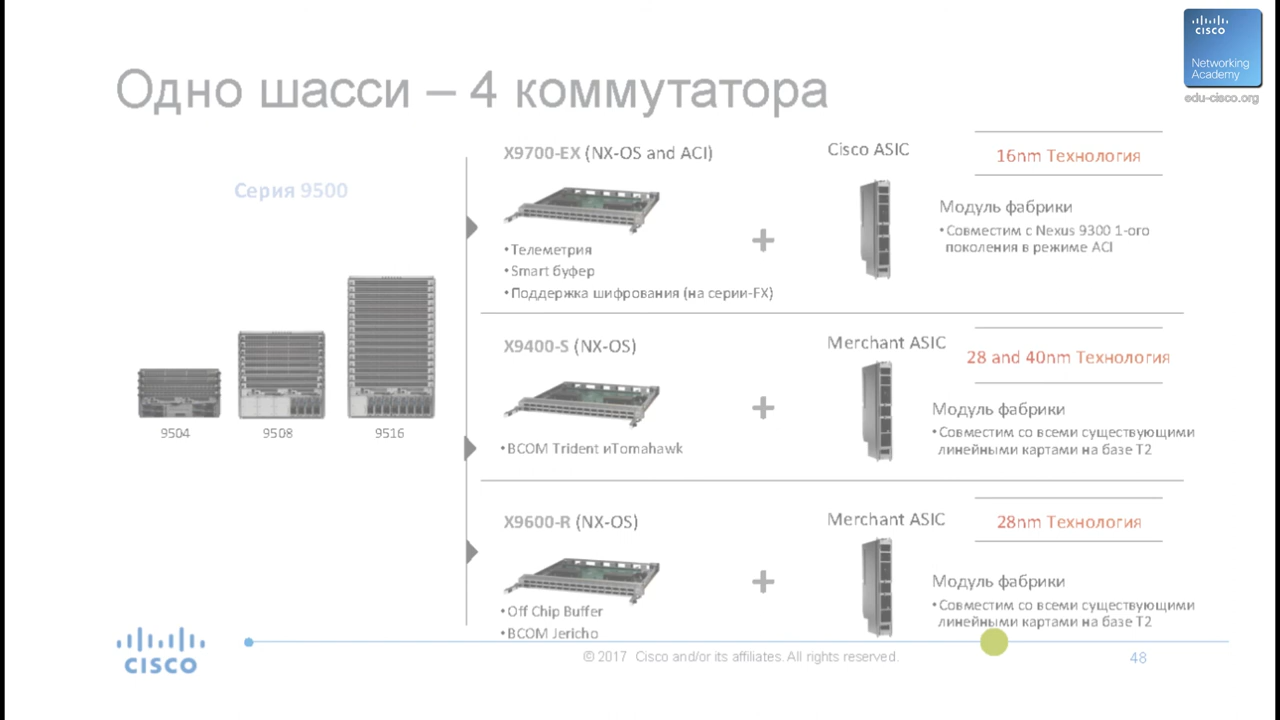 CISCO
Networking
Academy
edu-cisco.org
Одно шасси – 4 коммутатора
Серия 9500
9504
9508
9516
X9700-EX (NX-OS and ACI)
•Телеметрия
•Smart буфер
•Поддержка шифрования (на серии-FX)
+
Cisco ASIC
16nm Технология
Модуль фабрики
•Совместим с Nexus 9300 1-ого
поколения в режиме ACI
X9400-S (NX-OS)
•BCOM Trident иTomahawk
+
Merchant ASIC
28 and 40nm Технология
Модуль фабрики
•Совместим со всеми существующими
линейными картами на базе T2
X9600-R (NX-OS)
•Off Chip Buffer
•BCOM Jericho
+
Merchant ASIC
28nm Технология
Модуль фабрики
•Совместим со всеми существующими
линейными картами на базе T2
CISCO
© 2017 Cisco and/or its affiliates. All rights reserved.
48